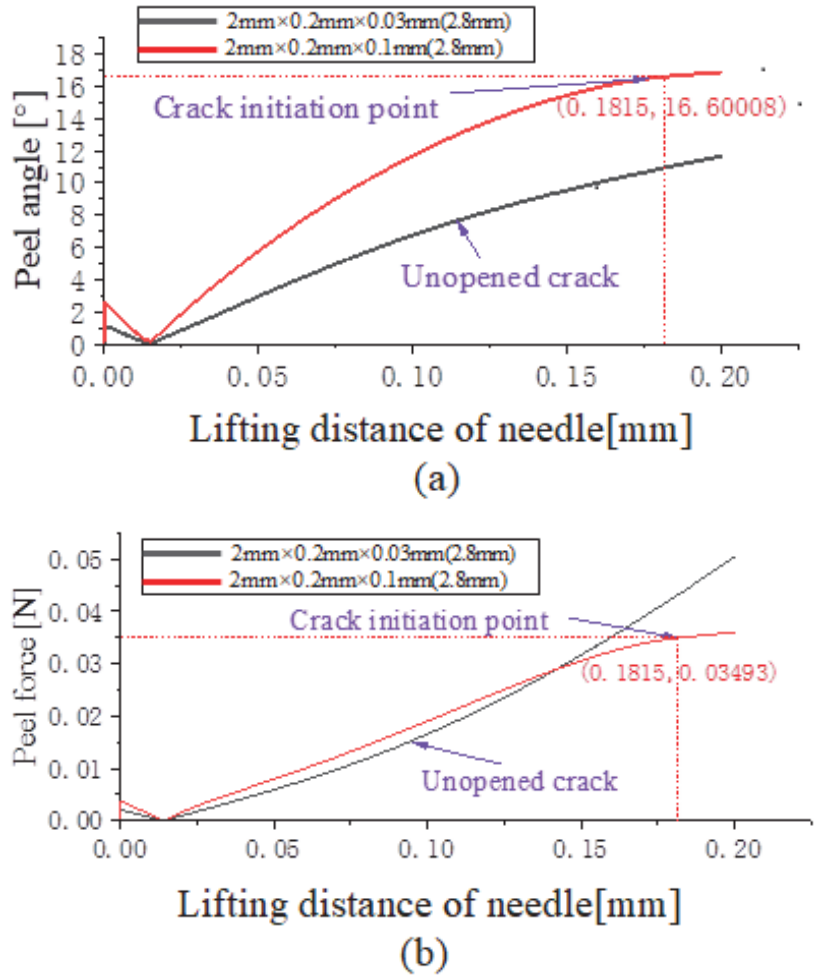 2mm×0.2mm×0.03mm(2.8mm)
2mm×0.2mm×0.1mm(2.8mm)
18
16
14
12
10
8
6
4
2
0
Peel angle [°]
Crack initiation point
(0.1815, 16.60008)
Unopened crack
0.00 0.05 0.10 0.15 0.20
Lifting distance of needle[mm]
(a)
2mm×0.2mm×0.03mm(2.8mm)
2mm×0.2mm×0.1mm(2.8mm)
0.05
0.04
0.03
0.02
0.01
0.00
Peel force [N]
Crack initiation point
(0.1815, 0.03493)
Unopened crack
0.00 0.05 0.10 0.15 0.20
Lifting distance of needle[mm]
(b)